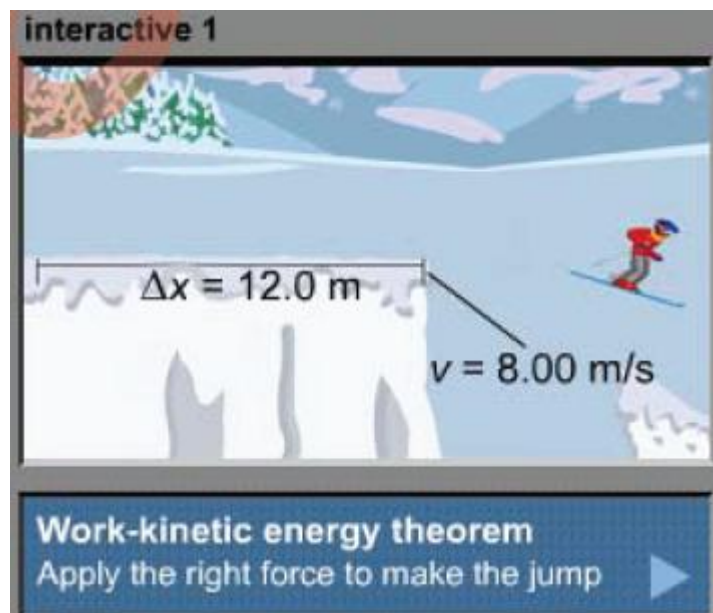 interactive 1
Δx = 12.0 m
v = 8.00 m/s
Work-kinetic energy theorem
Apply the right force to make the jump